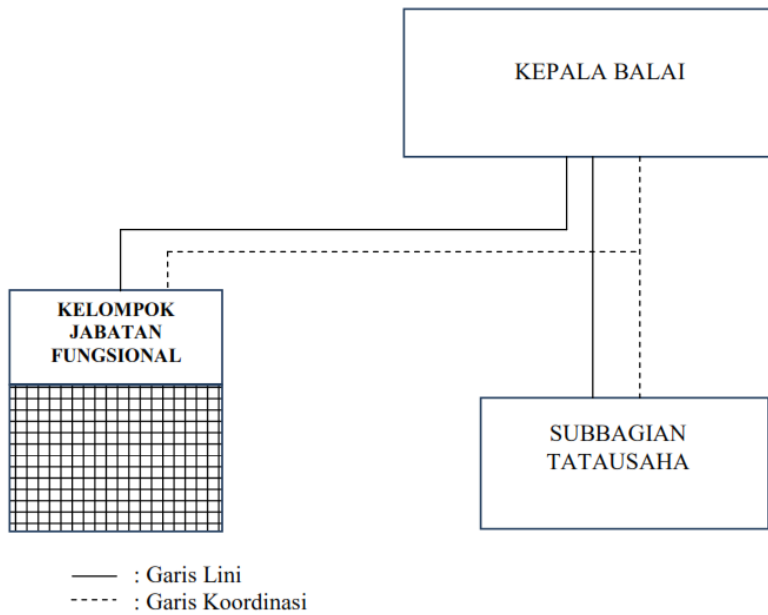 KEPALA BALAI
KELOMPOK
JABATAN
FUNGSIONAL
SUBBAGIAN
TATAUSAHA
: Garis Lini
: Garis Koordinasi